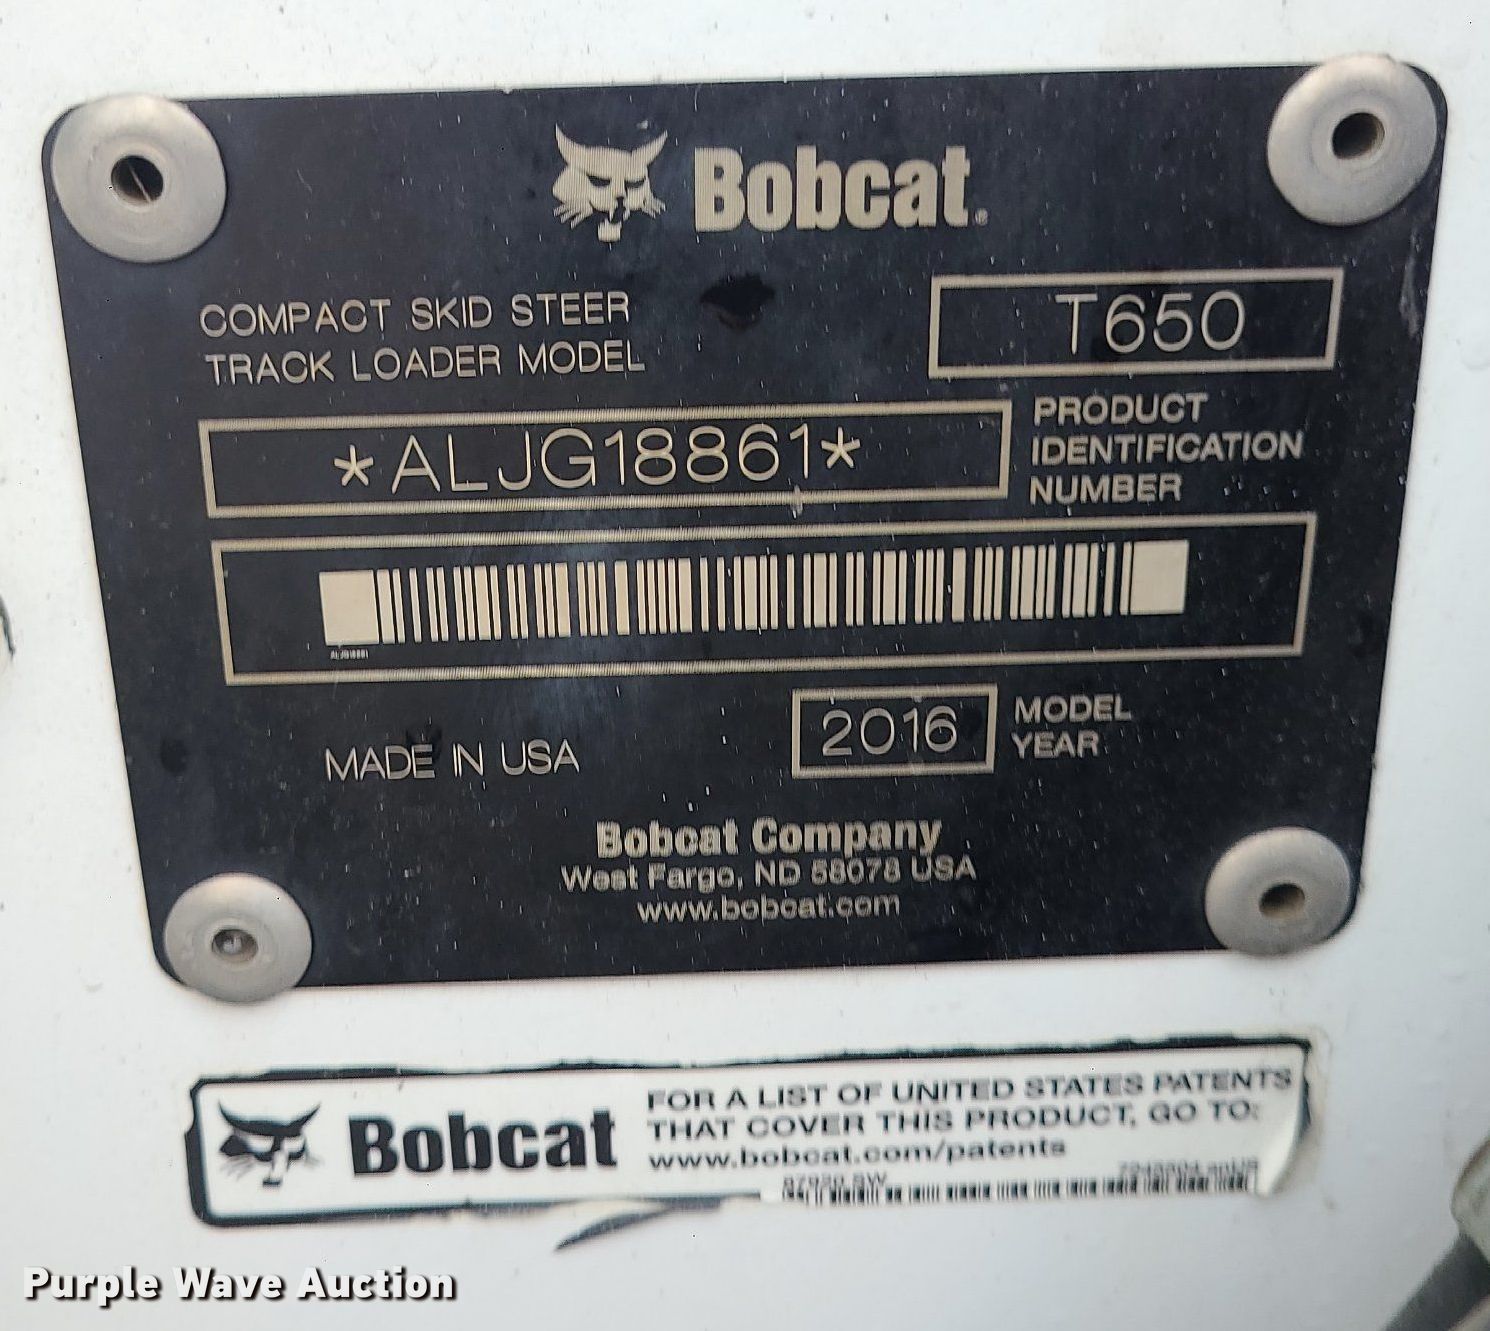 Bobcat®
COMPACT SKID STEER
TRACK LOADER MODEL
T650
*ALJG18861*
PRODUCT
IDENTIFICATION
NUMBER
ALJG18861
MADE IN USA
2016
MODEL
YEAR
Bobcat Company
West Fargo, ND 58078 USA
www.bobcat.com
Bobcat
FOR A LIST OF UNITED STATES PATENTS
THAT COVER THIS PRODUCT, GO TO:
www.bobcat.com/patents
Purple Wave Auction